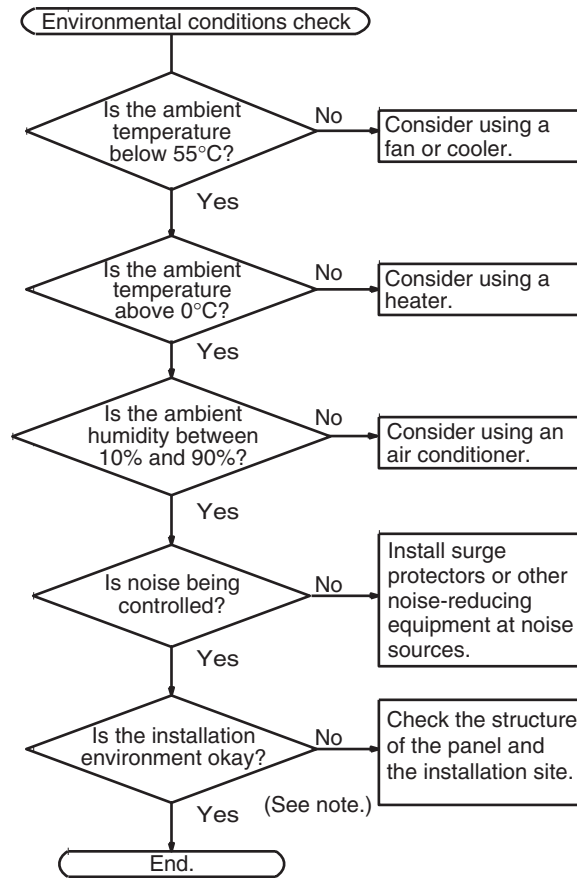 Environmental conditions check
Is the ambient
temperature
below 55°C?
No
Consider using a
fan or cooler.
Yes
Is the ambient
temperature
above 0°C?
No
Consider using a
heater.
Yes
Is the ambient
humidity between
10% and 90%?
No
Consider using an
air conditioner.
Yes
Is noise being
controlled?
No
Install surge
protectors or other
noise-reducing
equipment at noise
sources.
Yes
Is the installation
environment okay?
No
Check the structure
of the panel and
the installation site.
(See note.)
Yes
End.